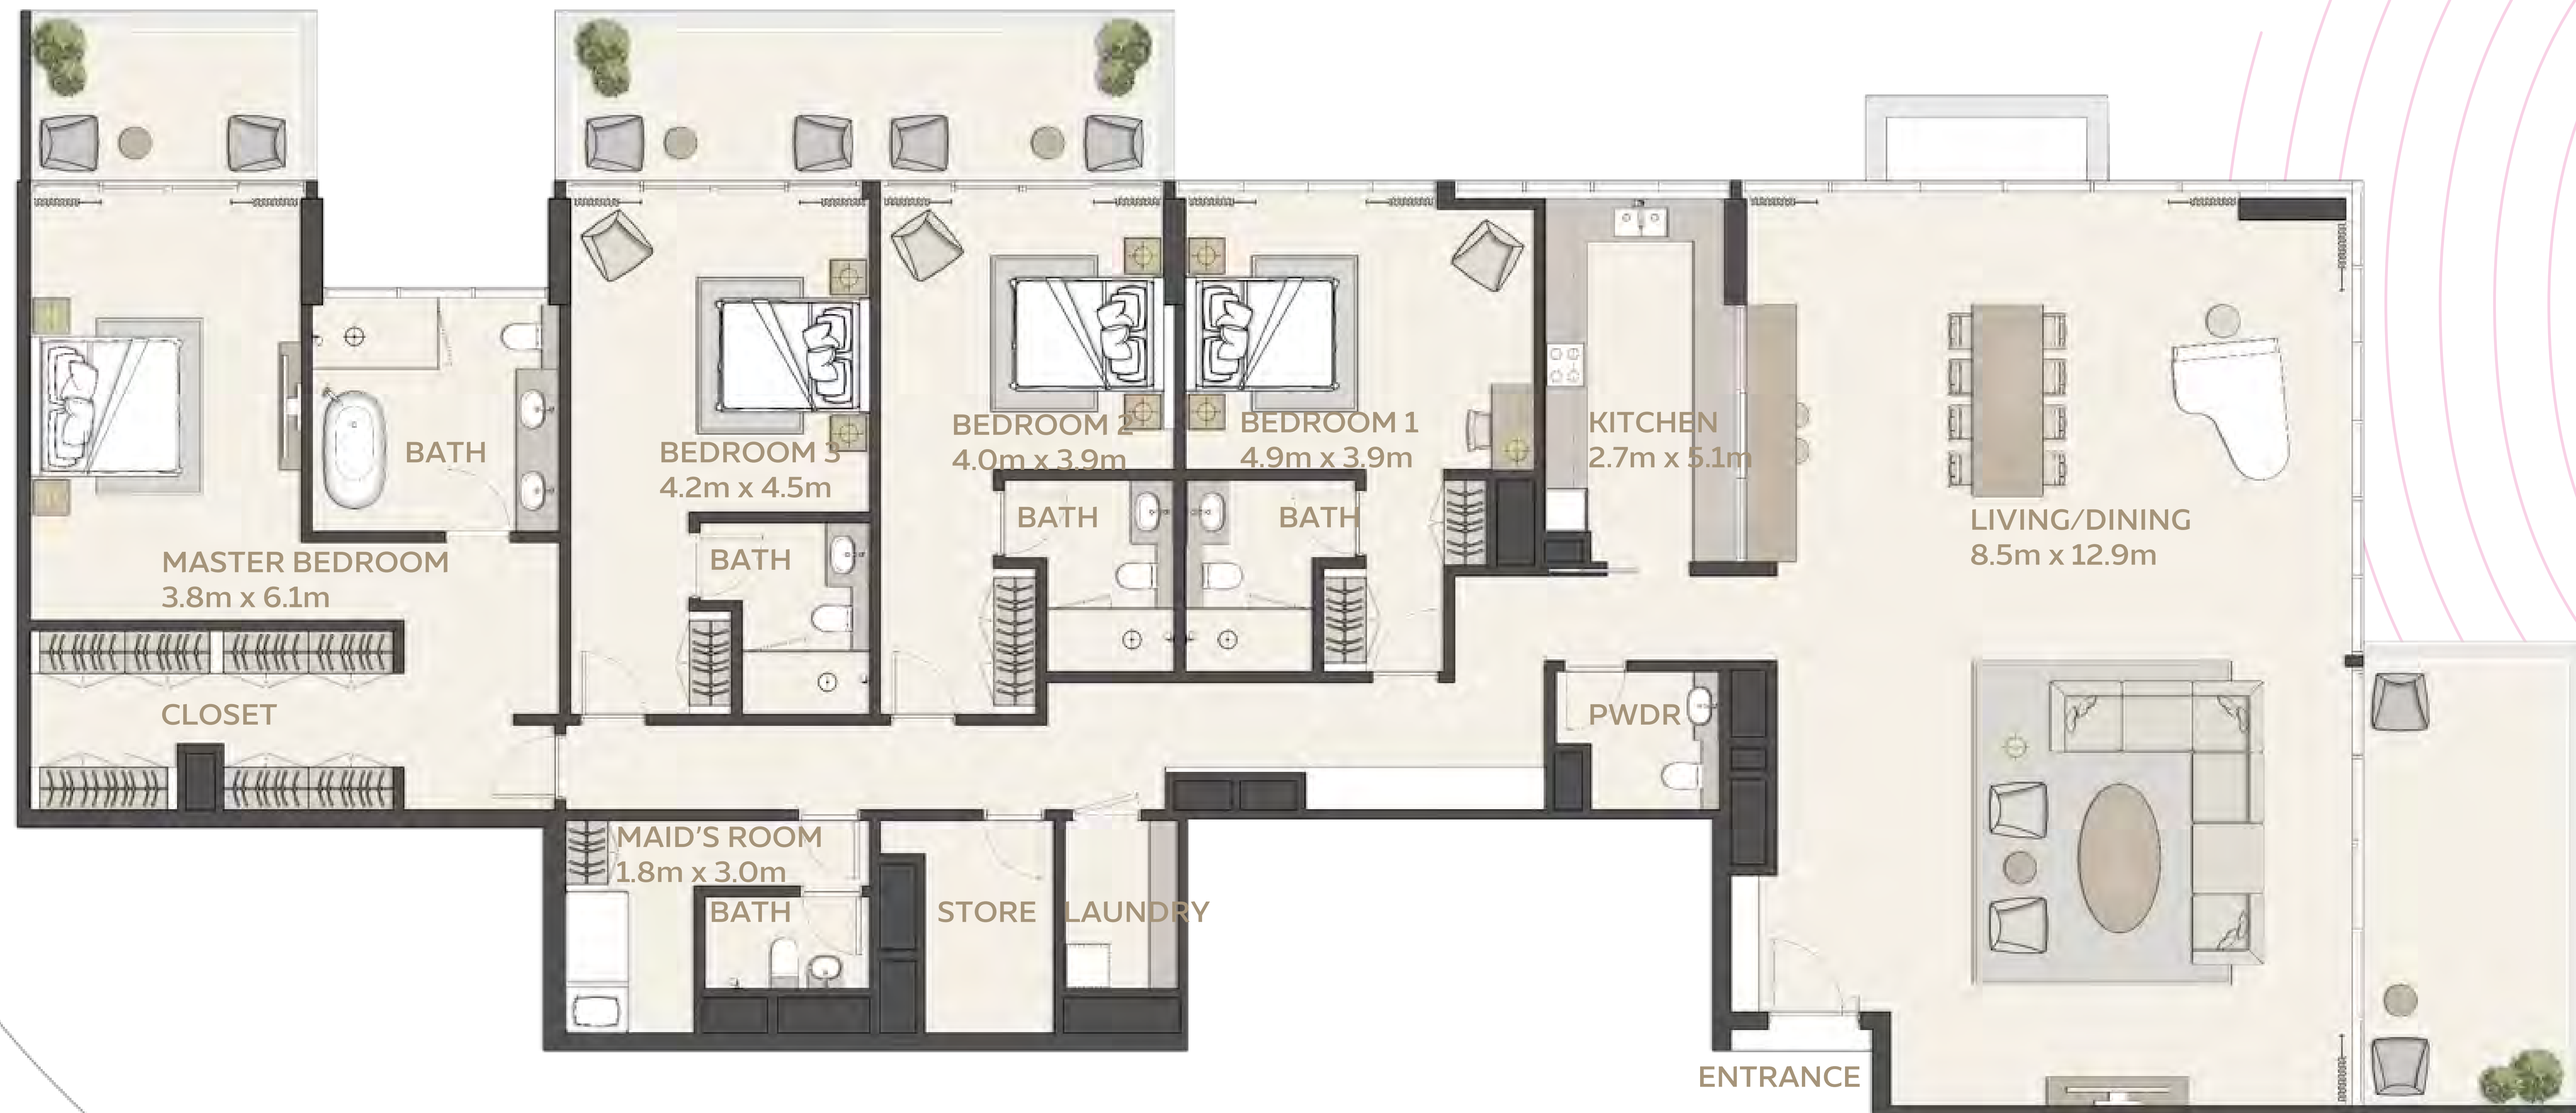 BATH
MASTER BEDROOM
3.8m x 6.1m
CLOSET
BEDROOM 3
4.2m x 4.5m
BATH
BEDROOM 2
4.0m x 3.9m
BATH
BEDROOM 1
4.9m x 3.9m
BATH
KITCHEN
2.7m x 5.1m
LIVING/DINING
8.5m x 12.9m
PWDR
MAID'S ROOM
1.8m x 3.0m
BATH
STORE
LAUNDRY
ENTRANCE